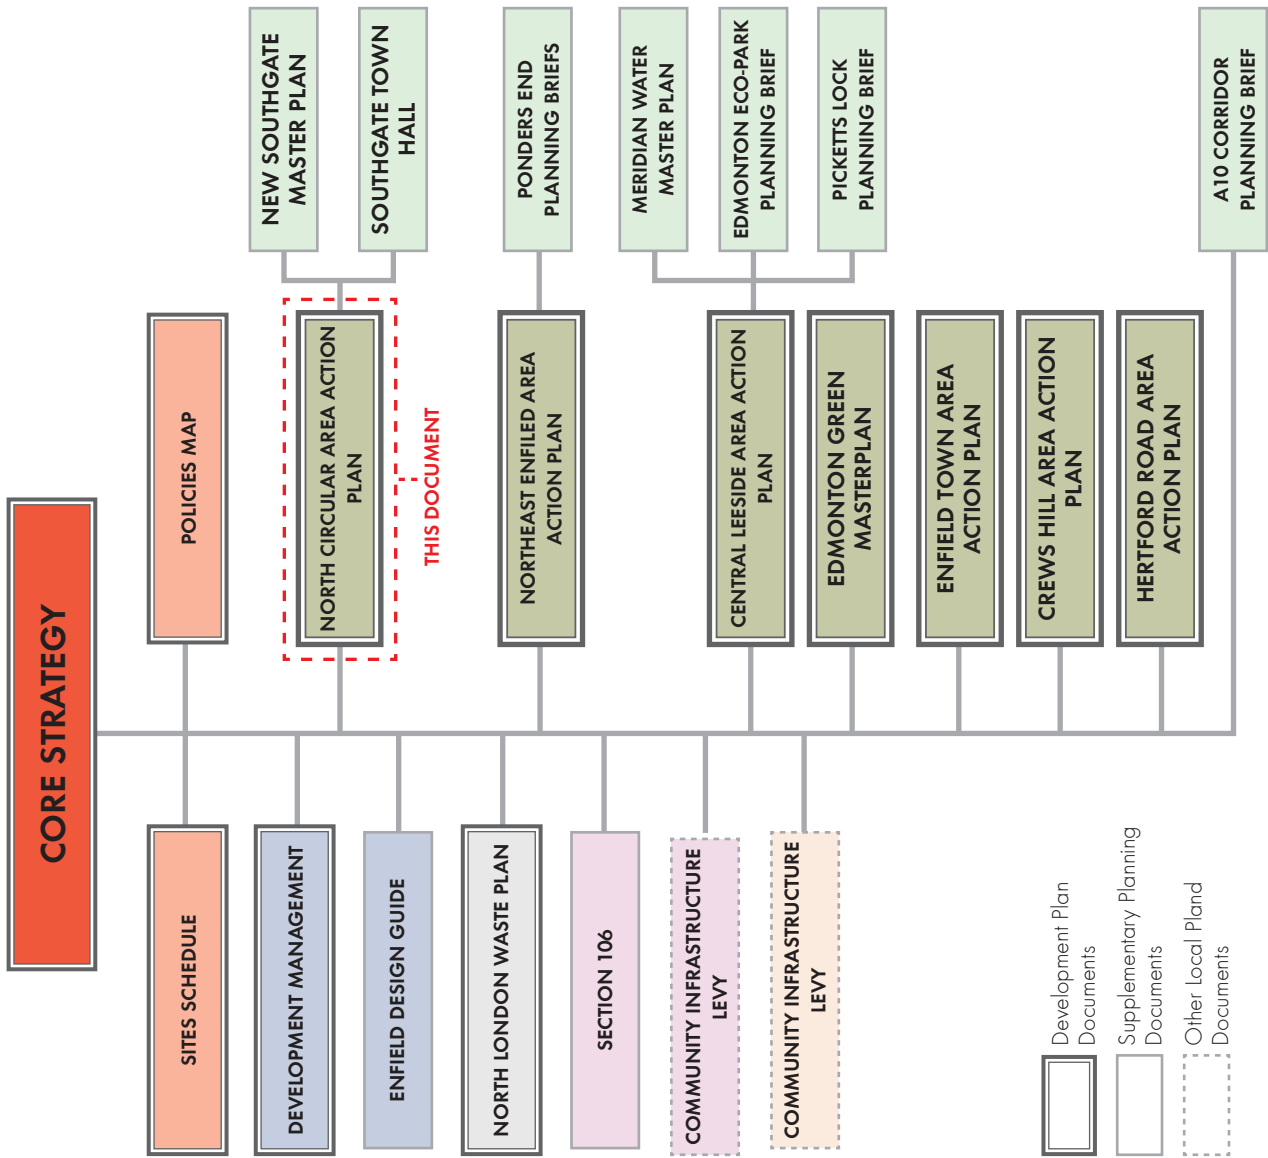 CORE STRATEGY
SITES SCHEDULE
DEVELOPMENT MANAGEMENT
ENFIELD DESIGN GUIDE
NORTH LONDON WASTE PLAN
SECTION 106
COMMUNITY INFRASTRUCTURE
LEVY
COMMUNITY INFRASTRUCTURE
LEVY
POLICIES MAP
NORTH CIRCULAR AREA ACTION
PLAN
THIS DOCUMENT
NORTHEAST ENFILED AREA
ACTION PLAN
CENTRAL LEESIDE AREA ACTION
PLAN
EDMONTON GREEN
MASTERPLAN
ENFIELD TOWN AREA
ACTION PLAN
CREWS HILL AREA ACTION
PLAN
HERTFORD ROAD AREA
ACTION PLAN
NEW SOUTHGATE
MASTER PLAN
SOUTHGATE TOWN
HALL
PONDERS END
PLANNING BRIEFS
MERIDIAN WATER
MASTER PLAN
EDMONTON ECO-PARK
PLANNING BRIEF
PICKETTS LOCK
PLANNING BRIEF
A10 CORRIDOR
PLANNING BRIEF
Development Plan
Documents
Supplementary Planning
Documents
Other Local Pland
Documents